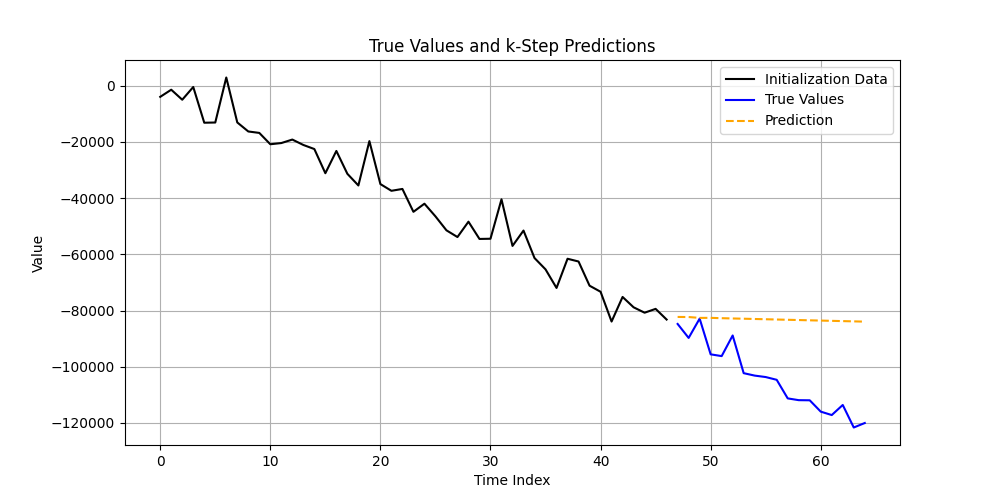 True Values and k-Step Predictions
Initialization Data
True Values
Prediction
Value
0
−20000
−40000
−60000
−80000
−100000
−120000
0 10 20 30 40 50 60
Time Index